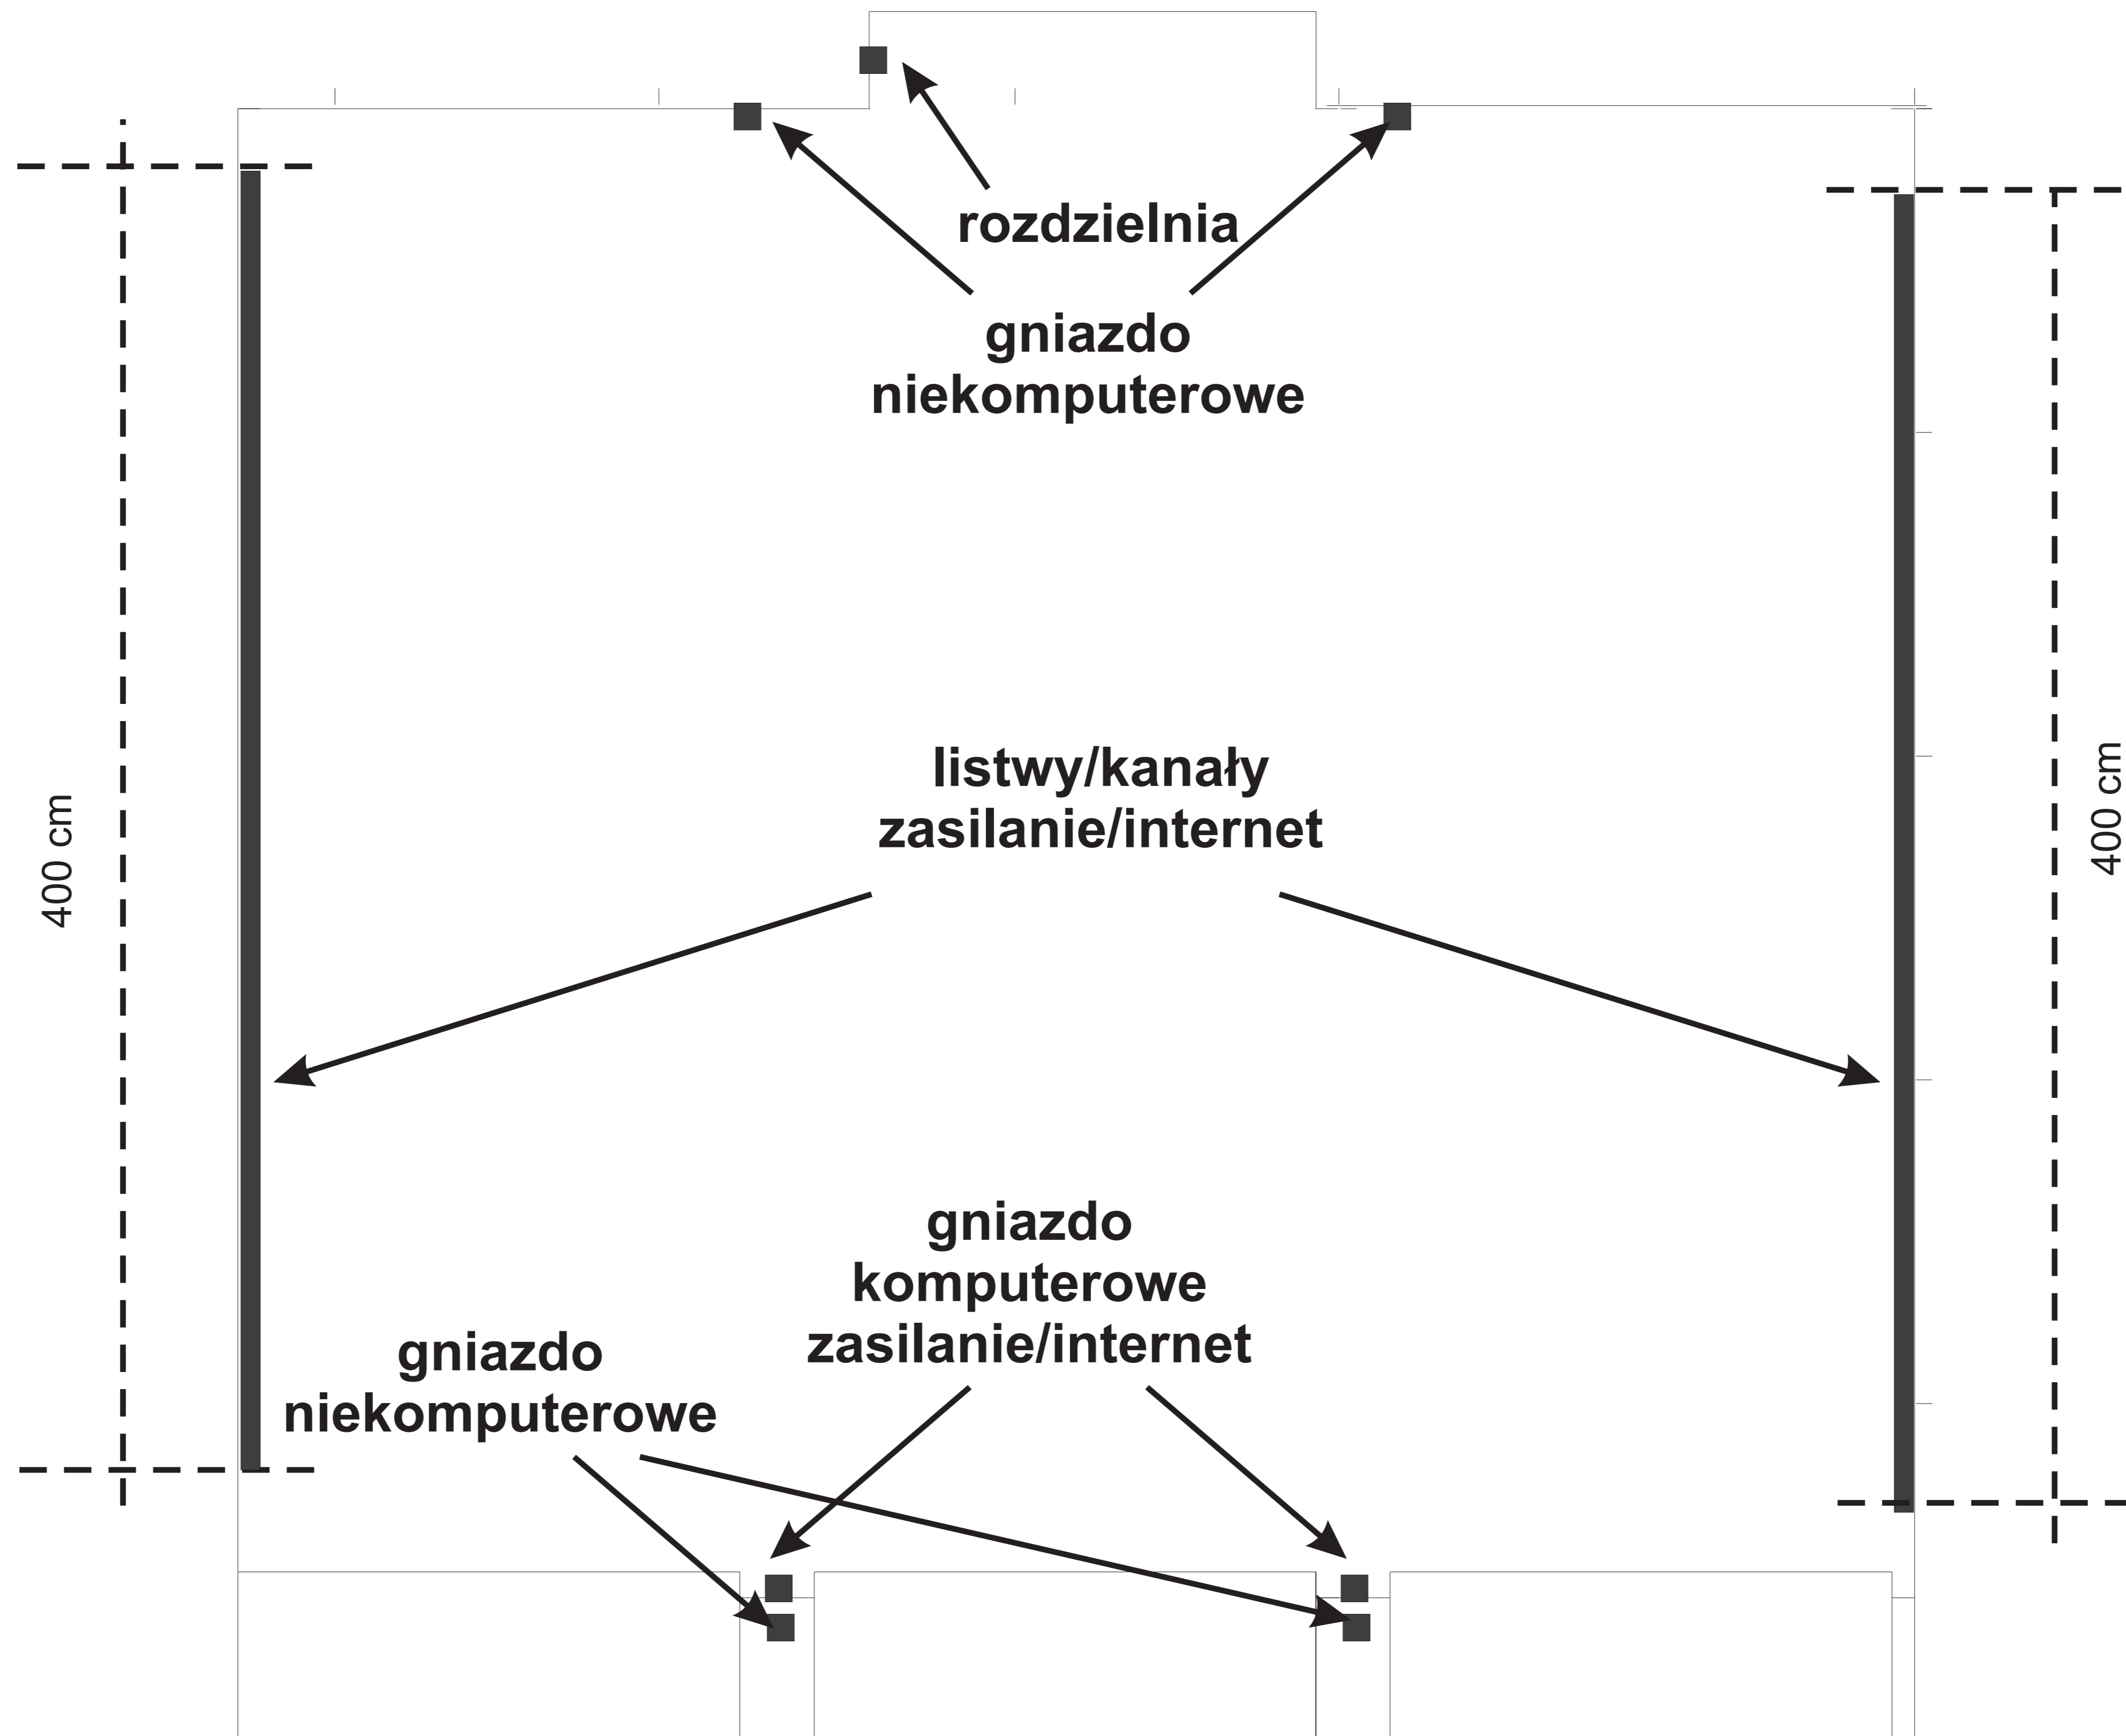 rozdzielnia
gniazdo
niekomputerowe
listwy/kanały
zasilanie/internet
400 cm
400 cm
gniazdo
komputerowe
zasilanie/internet
gniazdo
niekomputerowe